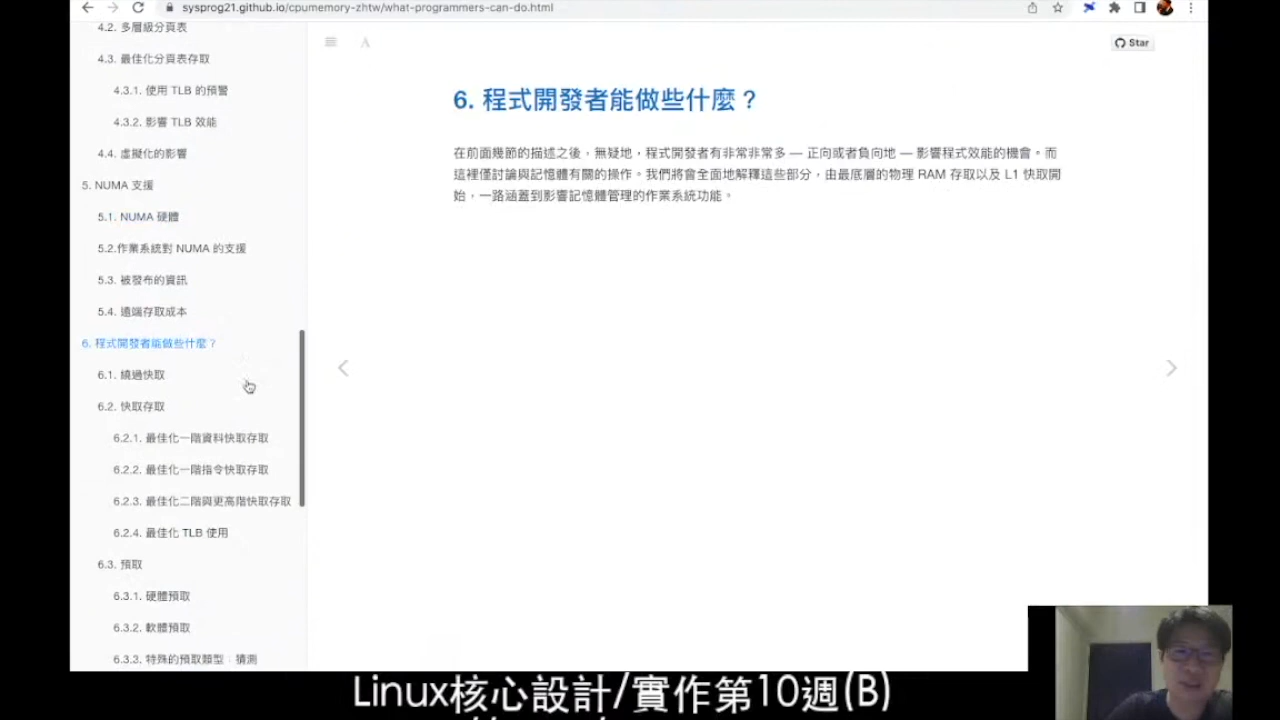 sysprog21.github.io/cpumemory-zhtw/what-programmers-can-do.html
4.2. 多層級分頁表
4.3. 最佳化分頁表存取
4.3.1. 使用 TLB 的預警
4.3.2. 影響 TLB 效能
4.4. 虛擬化的影響
5. NUMA 支援
5.1. NUMA 硬體
5.2.作業系統對 NUMA 的支援
5.3. 被發布的資訊
5.4. 遠端存取成本
6. 程式開發者能做些什麼？
6.1. 繞過快取
6.2. 快取存取
6.2.1. 最佳化一階資料快取存取
6.2.2. 最佳化一階指令快取存取
6.2.3. 最佳化二階與更高階快取存取
6.2.4. 最佳化 TLB 使用
6.3. 預取
6.3.1. 硬體預取
6.3.2. 軟體預取
6.3.3. 特殊的預取類型：猜測
A
Star
6. 程式開發者能做些什麼？
在前面幾節的描述之後，無疑地，程式開發者有非常非常多 — 正向或者負向地 — 影響程式效能的機會。而
這裡僅討論與記憶體有關的操作。我們將會全面地解釋這些部分，由最底層的物理 RAM 存取以及 L1 快取開
始，一路涵蓋到影響記憶體管理的作業系統功能。
Linux核心設計/實作第10週(B)